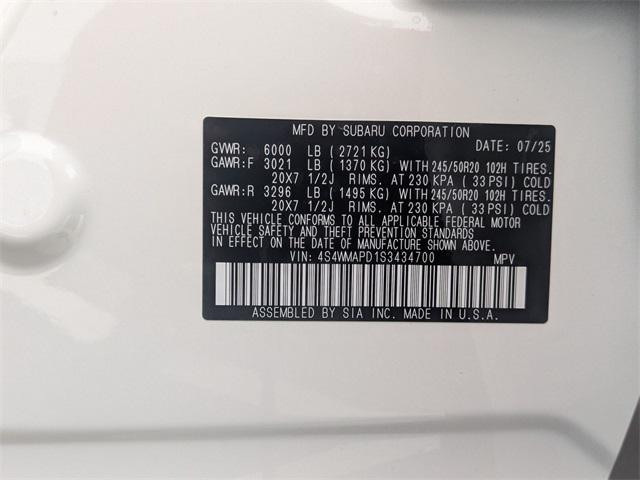 MFD BY SUBARU CORPORATION DATE: 07/25
GVWR: 6000 LB ( 2721 KG)
GAWR:F 3021 LB ( 1370 KG) WITH 245/50R20 102H TIRES.
20X7 1/2J RIMS. AT 230 KPA ( 33 PSI) COLD
GAWR:R 3296 LB ( 1495 KG) WITH 245/50R20 102H TIRES.
20X7 1/2J RIMS. AT 230 KPA ( 33 PSI) COLD
THIS VEHICLE CONFORMS TO ALL APPLICABLE FEDERAL MOTOR
VEHICLE SAFETY AND THEFT PREVENTION STANDARDS
IN EFFECT ON THE DATE OF MANUFACTURE SHOWN ABOVE.
VIN: 4S4WMAPD1S3434700 MPV
ASSEMBLED BY SIA INC. MADE IN U.S.A.